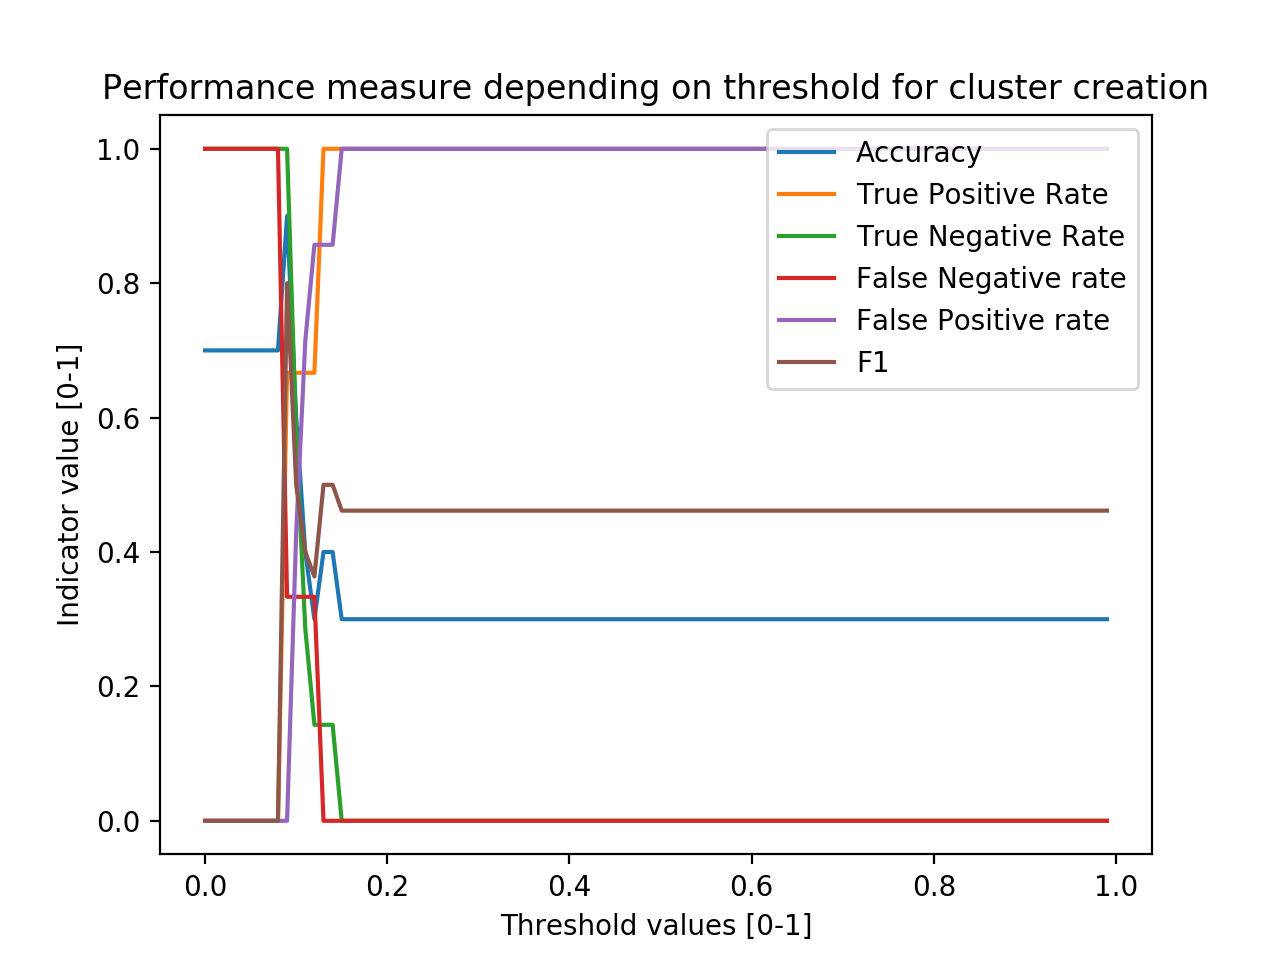 Performance measure depending on threshold for cluster creation
1.0
0.8
0.6
0.4
0.2
0.0
Indicator value [0-1]
Accuracy
True Positive Rate
True Negative Rate
False Negative rate
False Positive rate
F1
0.0 0.2 0.4 0.6 0.8 1.0
Threshold values [0-1]